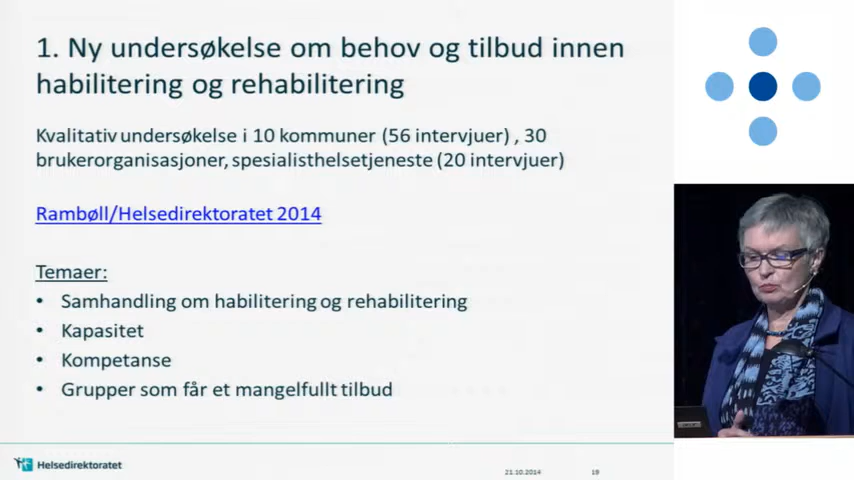 1. Ny undersøkelse om behov og tilbud innen
habilitering og rehabilitering
Kvalitativ undersøkelse i 10 kommuner (56 intervjuer) , 30
brukerorganisasjoner, spesialisthelsetjeneste (20 intervjuer)
Rambøll/Helsedirektoratet 2014
Temaer:
• Samhandling om habilitering og rehabilitering
• Kapasitet
• Kompetanse
• Grupper som får et mangelfullt tilbud
Helsedirektoratet
21.10.2014
19